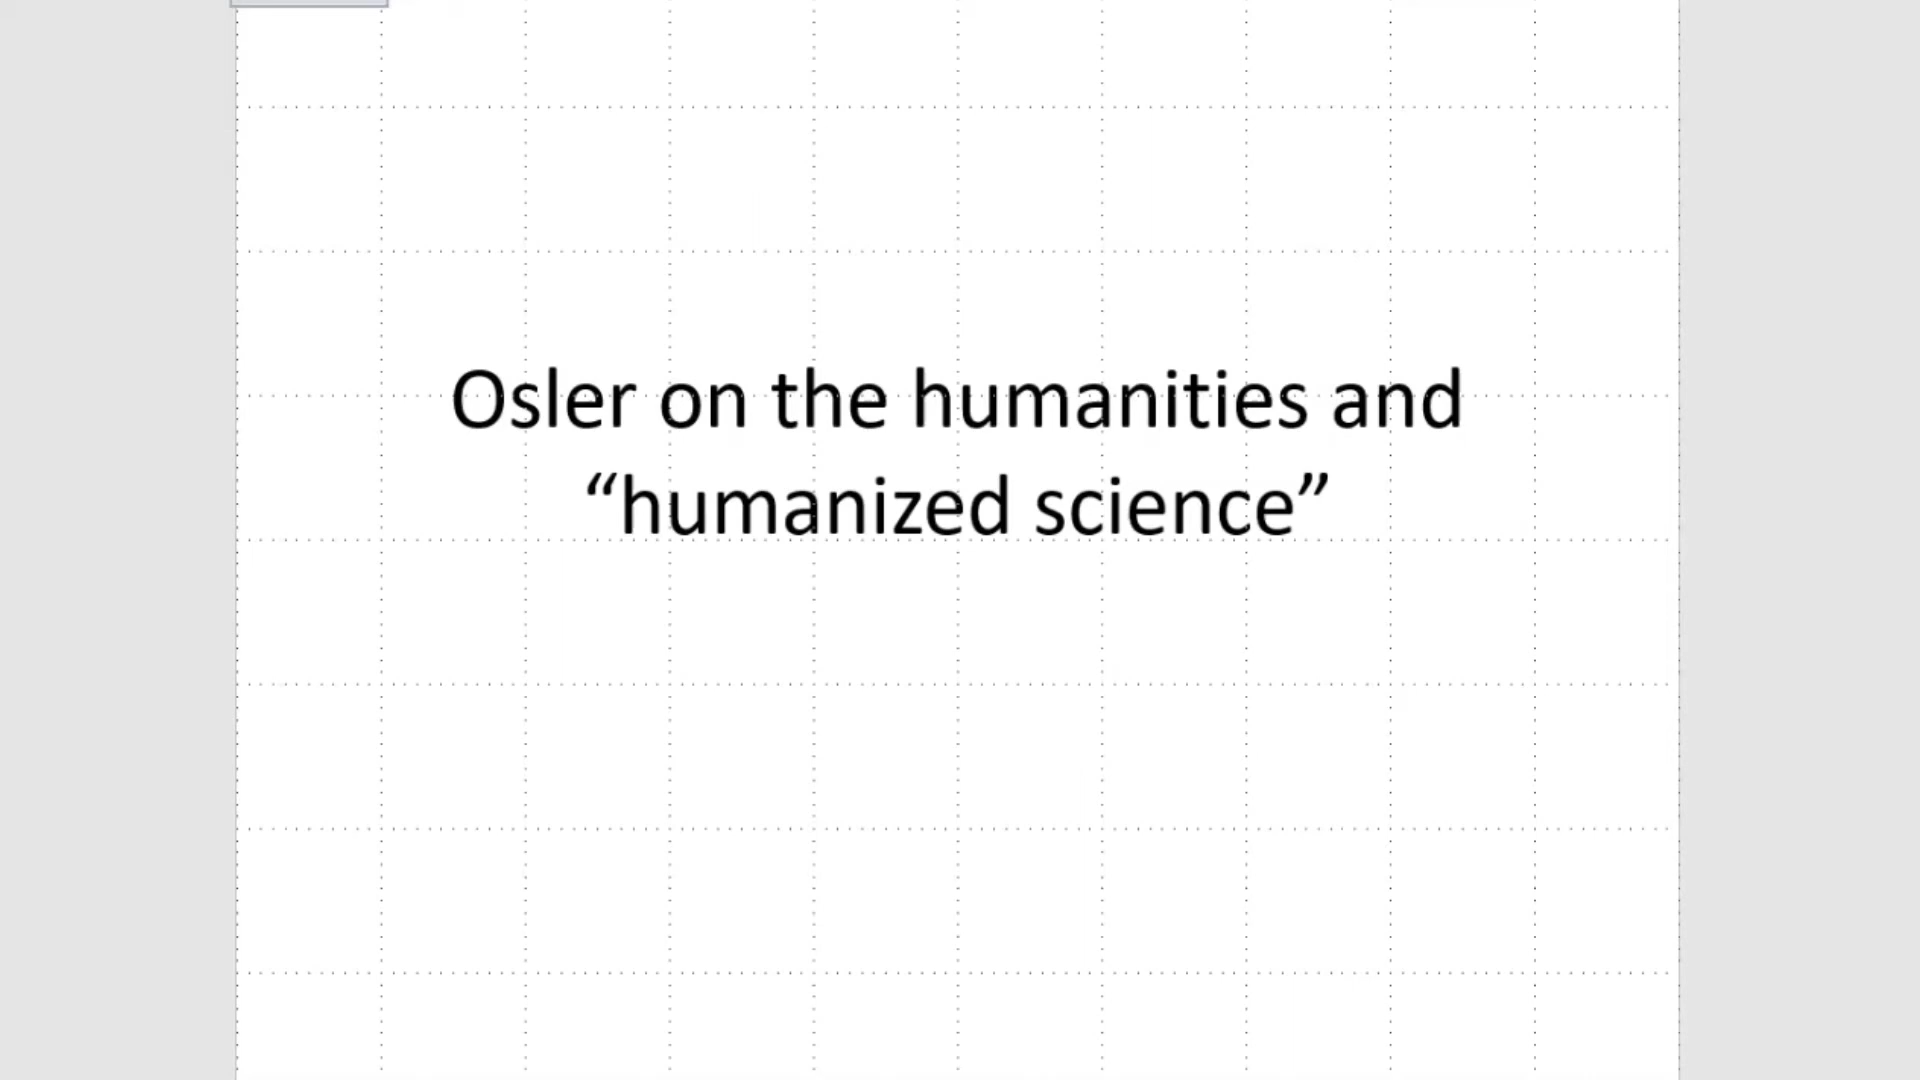 Osler on the humanities and
“humanized science”